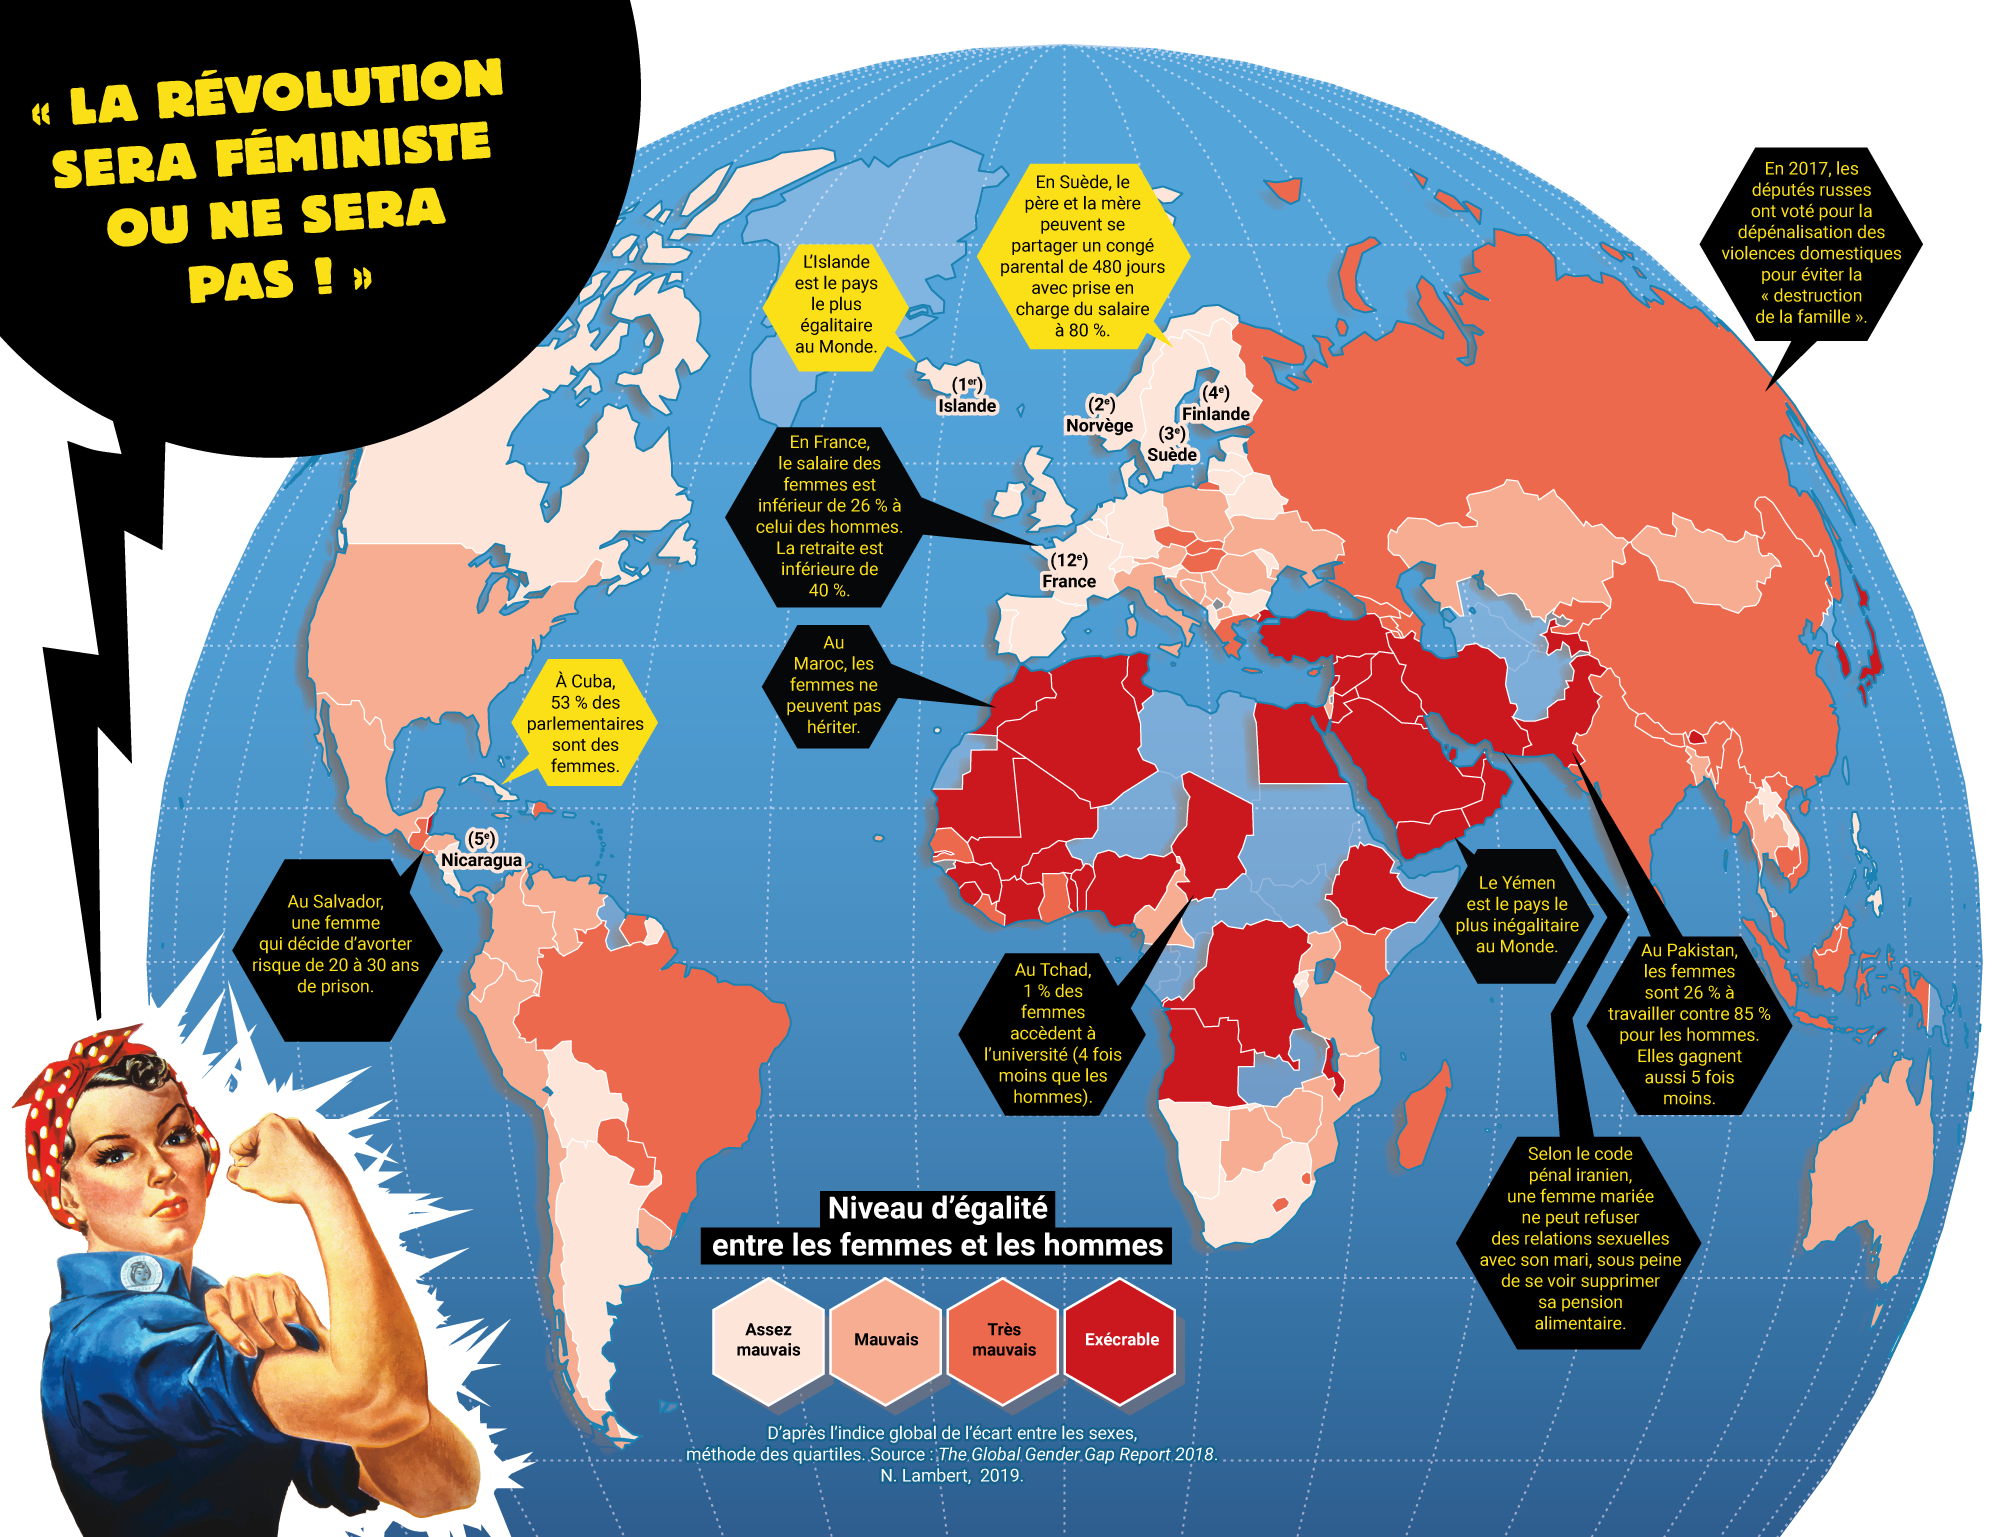 « LA RÉVOLUTION
SERA FÉMINISTE
OU NE SERA
PAS ! »
En 2017, les
députés russes
ont voté pour la
dépénalisation des
violences domestiques
pour éviter la
« destruction
de la famille ».
En Suède, le
père et la mère
peuvent se
partager un congé
parental de 480 jours
avec prise en
charge du salaire
à 80 %.
L'Islande
est le pays
le plus
égalitaire
au Monde.
(1er)
Islande
(2e)
Norvège
(3e)
Suède
(4e)
Finlande
En France,
le salaire des
femmes est
inférieur de 26 % à
celui des hommes.
La retraite est
inférieure de
40 %.
(12e)
France
Au
Maroc, les
femmes ne
peuvent pas
hériter.
À Cuba,
53 % des
parlementaires
sont des
femmes.
(5e)
Nicaragua
Au Salvador,
une femme
qui décide d'avorter
risque de 20 à 30 ans
de prison.
Le Yémen
est le pays le
plus inégalitaire
au Monde.
Au Tchad,
1 % des
femmes
accèdent à
l'université (4 fois
moins que les
hommes).
Au Pakistan,
les femmes
sont 26 % à
travailler contre 85 %
pour les hommes.
Elles gagnent
aussi 5 fois
moins.
Selon le code
pénal iranien,
une femme mariée
ne peut refuser
des relations sexuelles
avec son mari, sous peine
de se voir supprimer
sa pension
alimentaire.
Niveau d'égalité
entre les femmes et les hommes
Assez
mauvais
Mauvais
Très
mauvais
Exécrable
D'après l'indice global de l'écart entre les sexes,
méthode des quartiles. Source : The Global Gender Gap Report 2018.
N. Lambert, 2019.